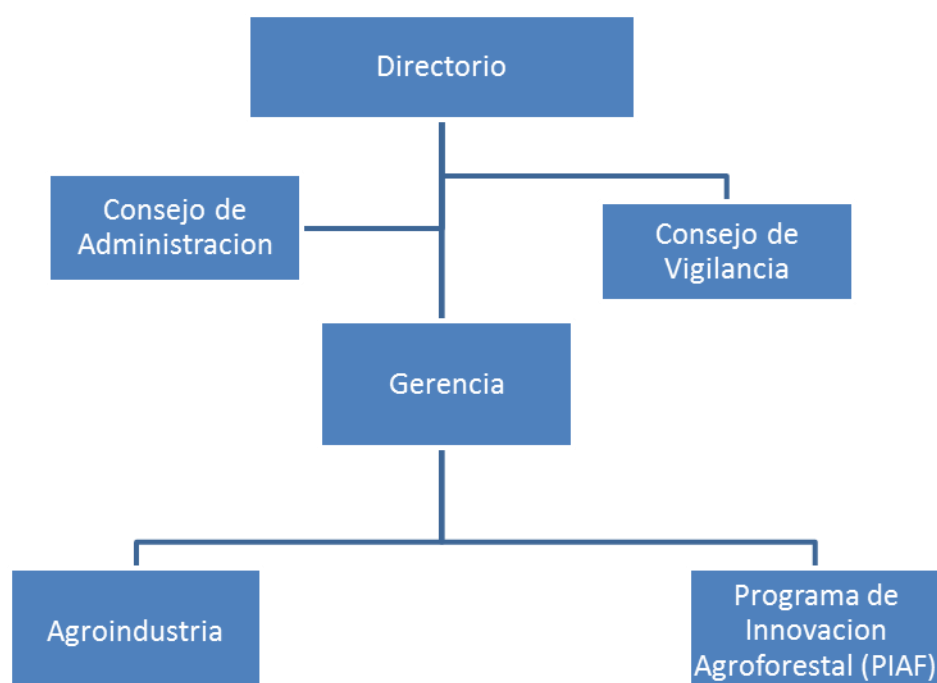 Directorio
Consejo de
Administracion
Consejo de
Vigilancia
Gerencia
Agroindustria
Programa de
Innovacion
Agroforestal (PIAF)